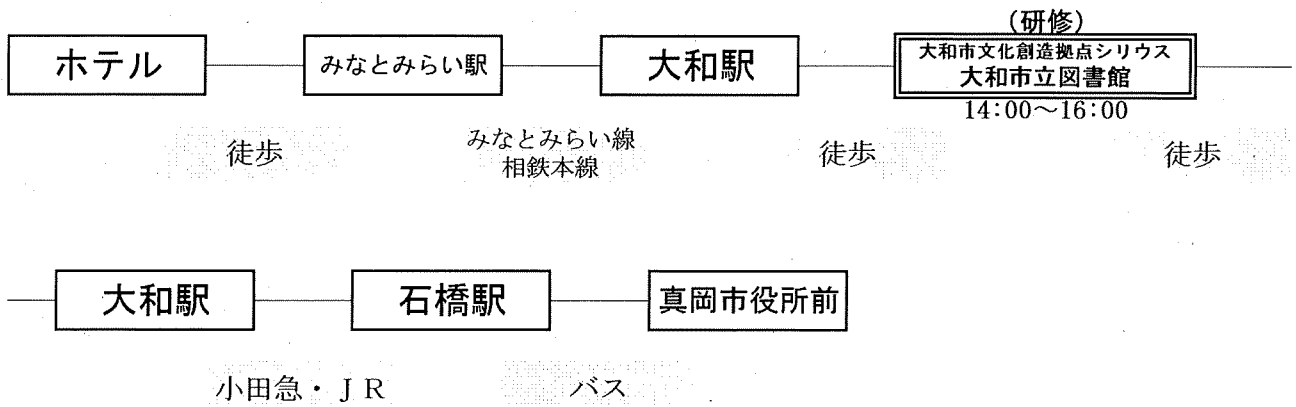 (研修)
ホテル
みなとみらい駅
大和駅
大和市文化創造拠点シリウス
大和市立図書館
14:00～16:00
徒歩
みなとみらい線
相鉄本線
徒歩
徒歩
大和駅
石橋駅
真岡市役所前
小田急・ＪＲ
バス